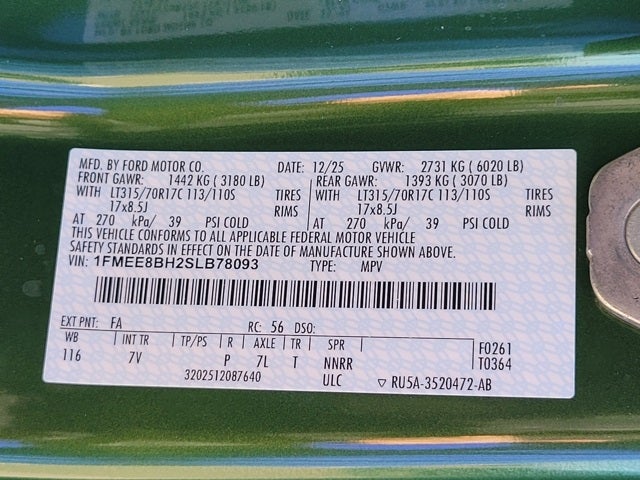 MFD. BY FORD MOTOR CO. DATE: 12/25 GVWR: 2731 KG (6020 LB)
FRONT GAWR: 1442 KG (3180 LB) REAR GAWR: 1393 KG (3070 LB)
WITH LT315/70R17C 113/110S TIRES WITH LT315/70R17C 113/110S TIRES
17x8.5J RIMS 17x8.5J RIMS
AT 270 kPa/ 39 PSI COLD AT 270 kPa/ 39 PSI COLD
THIS VEHICLE CONFORMS TO ALL APPLICABLE FEDERAL MOTOR VEHICLE
SAFETY STANDARDS IN EFFECT ON THE DATE OF MANUFACTURE SHOWN ABOVE.
VIN: 1FMEE8BH2SLB78093 TYPE: MPV
EXT PNT: FA RC: 56 DSO:
WB INT TR TP/PS R AXLE TR SPR F0261
116 7V P 7L T NNRR T0364
3202512087640 ULC ▽ RU5A-3520472-AB